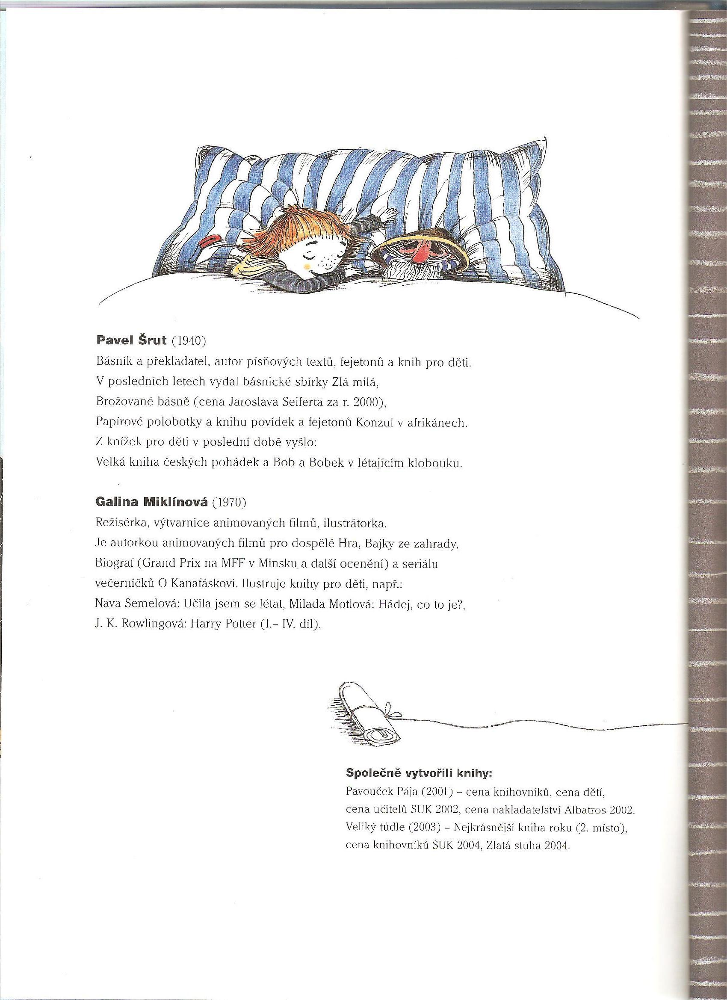 Pavel Šrut (1940)
Básník a překladatel, autor písňových textů, fejetonů a knih pro děti.
V posledních letech vydal básnické sbírky Zlá milá,
Brožované básně (cena Jaroslava Seiferta za r. 2000),
Papírové polobotky a knihu povídek a fejetonů Konzul v afrikánech.
Z knížek pro děti v poslední době vyšlo:
Velká kniha českých pohádek a Bob a Bobek v létajícím klobouku.
Galina Miklínová (1970)
Režisérka, výtvarnice animovaných filmů, ilustrátorka.
Je autorkou animovaných filmů pro dospělé Hra, Bajky ze zahrady,
Biograf (Grand Prix na MFF v Minsku a další ocenění) a seriálu
večerníčků O Kanafáskovi. Ilustruje knihy pro děti, např.:
Nava Semelová: Učila jsem se létat, Milada Motlová: Hádej, co to je?,
J. K. Rowlingová: Harry Potter (I.– IV. díl).
Společně vytvořili knihy:
Pavouček Pája (2001) – cena knihovníků, cena dětí,
cena učitelů SUK 2002, cena nakladatelství Albatros 2002.
Veliký tůdle (2003) – Nejkrásnější kniha roku (2. místo),
cena knihovníků SUK 2004, Zlatá stuha 2004.